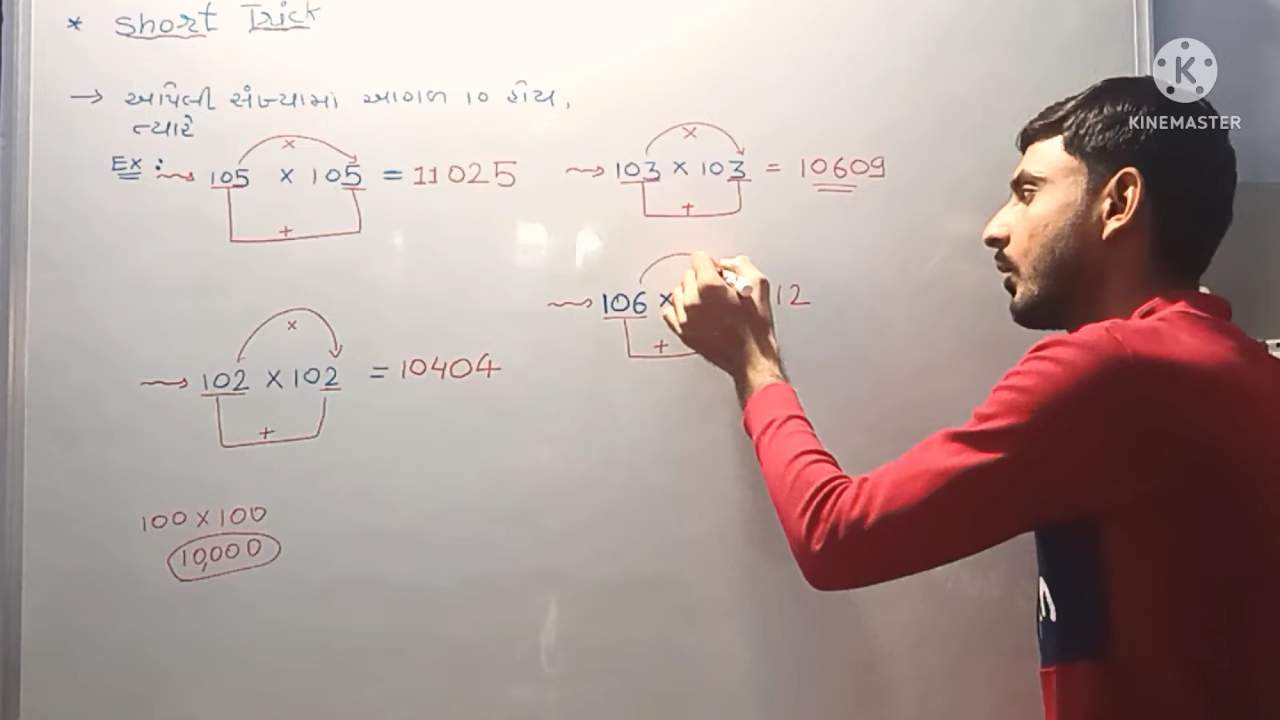 * Short Trick
→ આપેલી સંખ્યામાં આગળ 10 હોય,
ત્યારે
Ex :
105 × 105 = 11025
×
+
103 × 103 = 10609
×
+
102 × 102 = 10404
×
+
106 ×
12
+
100 × 100
10,000
K
KINEMASTER